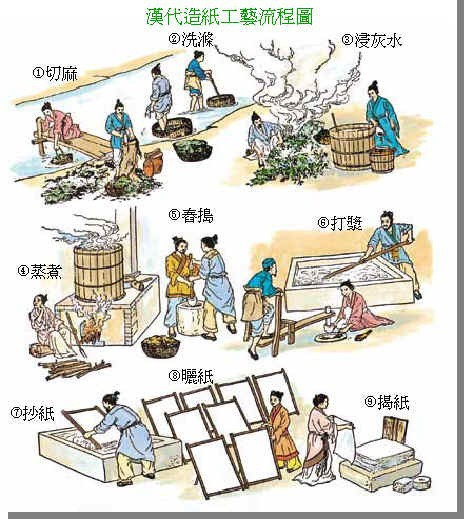 漢代造紙工藝流程圖
①切麻
②洗滌
③浸灰水
④蒸煮
⑤舂搗
⑥打漿
⑦抄紙
⑧曬紙
⑨揭紙